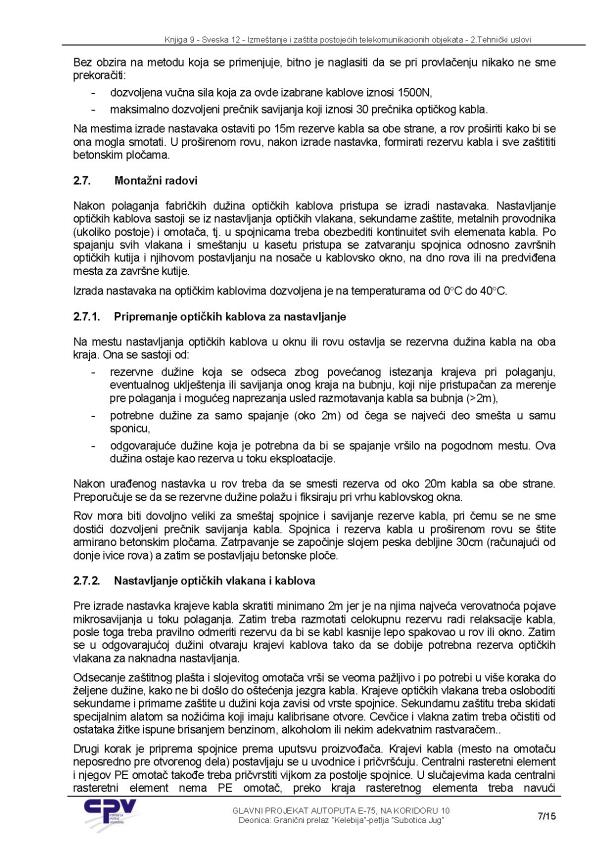 Knjiga 9 - Sveska 12 - Izmeštanje i zaštita postojećih telekomunikacionih objekata - 2.Tehnički uslovi
Bez obzira na metodu koja se primenjuje, bitno je naglasiti da se pri provlačenju nikako ne sme
prekoračiti:
- dozvoljena vučna sila koja za ovde izabrane kablove iznosi 1500N,
- maksimalno dozvoljeni prečnik savijanja koji iznosi 30 prečnika optičkog kabla.
Na mestima izrade nastavaka ostaviti po 15m rezerve kabla sa obe strane, a rov proširiti kako bi se
ona mogla smotati. U proširenom rovu, nakon izrade nastavka, formirati rezervu kabla i sve zaštititi
betonskim pločama.
2.7. Montažni radovi
Nakon polaganja fabričkih dužina optičkih kablova pristupa se izradi nastavaka. Nastavljanje
optičkih kablova sastoji se iz nastavljanja optičkih vlakana, sekundarne zaštite, metalnih provodnika
(ukoliko postoje) i omotača, tj. u spojnicama treba obezbediti kontinuitet svih elemenata kabla. Po
spajanju svih vlakana i smeštanju u kasetu pristupa se zatvaranju spojnica odnosno završnih
optičkih kutija i njihovom postavljanju na nosače u kablovsko okno, na dno rova ili na predviđena
mesta za završne kutije.
Izrada nastavaka na optičkim kablovima dozvoljena je na temperaturama od 0°C do 40°C.
2.7.1. Pripremanje optičkih kablova za nastavljanje
Na mestu nastavljanja optičkih kablova u oknu ili rovu ostavlja se rezervna dužina kabla na oba
kraja. Ona se sastoji od:
- rezervne dužine koja se odseca zbog povećanog istezanja krajeva pri polaganju,
eventualnog uklještenja ili savijanja onog kraja na bubnju, koji nije pristupačan za merenje
pre polaganja i mogućeg naprezanja usled razmotavanja kabla sa bubnja (>2m),
- potrebne dužine za samo spajanje (oko 2m) od čega se najveći deo smešta u samu
sponicu,
- odgovarajuće dužine koja je potrebna da bi se spajanje vršilo na pogodnom mestu. Ova
dužina ostaje kao rezerva u toku eksploatacije.
Nakon urađenog nastavka u rov treba da se smesti rezerva od oko 20m kabla sa obe strane.
Preporučuje se da se rezervne dužine polažu i fiksiraju pri vrhu kablovskog okna.
Rov mora biti dovoljno veliki za smeštaj spojnice i savijanje rezerve kabla, pri čemu se ne sme
dostići dozvoljeni prečnik savijanja kabla. Spojnica i rezerva kabla u proširenom rovu se štite
armirano betonskim pločama. Zatrpavanje se započinje slojem peska debljine 30cm (računajući od
donje ivice rova) a zatim se postavljaju betonske ploče.
2.7.2. Nastavljanje optičkih vlakana i kablova
Pre izrade nastavka krajeve kabla skratiti minimano 2m jer je na njima najveća verovatnoća pojave
mikrosavijanja u toku polaganja. Zatim treba razmotati celokupnu rezervu radi relaksacije kabla,
posle toga treba pravilno odmeriti rezervu da bi se kabl kasnije lepo spakovao u rov ili okno. Zatim
se u odgovarajućoj dužini otvaraju krajevi kablova tako da se dobije potrebna rezerva optičkih
vlakana za naknadna nastavljanja.
Odsecanje zaštitnog plašta i slojevitog omotača vrši se veoma pažljivo i po potrebi u više koraka do
željene dužine, kako ne bi došlo do oštećenja jezgra kabla. Krajeve optičkih vlakana treba osloboditi
sekundarne i primarne zaštite u dužini koja zavisi od vrste spojnice. Sekundarnu zaštitu treba skidati
specijalnim alatom sa nožićima koji imaju kalibrisane otvore. Cevčice i vlakna zatim treba očistiti od
ostataka žitke ispune brisanjem benzinom, alkoholim ili nekim adekvatnim rastvaračem..
Drugi korak je priprema spojnice prema uputsvu proizvođača. Krajevi kabla (mesto na omotaču
neposredno pre otvorenog dela) postavljaju se u uvodnice i pričvršćuju. Centralni rasteretni element
i njegov PE omotač takođe treba pričvrstiti vijkom za postolje spojnice. U slučajevima kada centralni
rasteretni element nema PE omotač, preko kraja rasteretnog elementa treba navući
CPV
GLAVNI PROJEKAT AUTOPUTA E-75, NA KORIDORU 10
Deonica: Granični prelaz "Kelebija"-petlja "Subotica Jug"
7/15